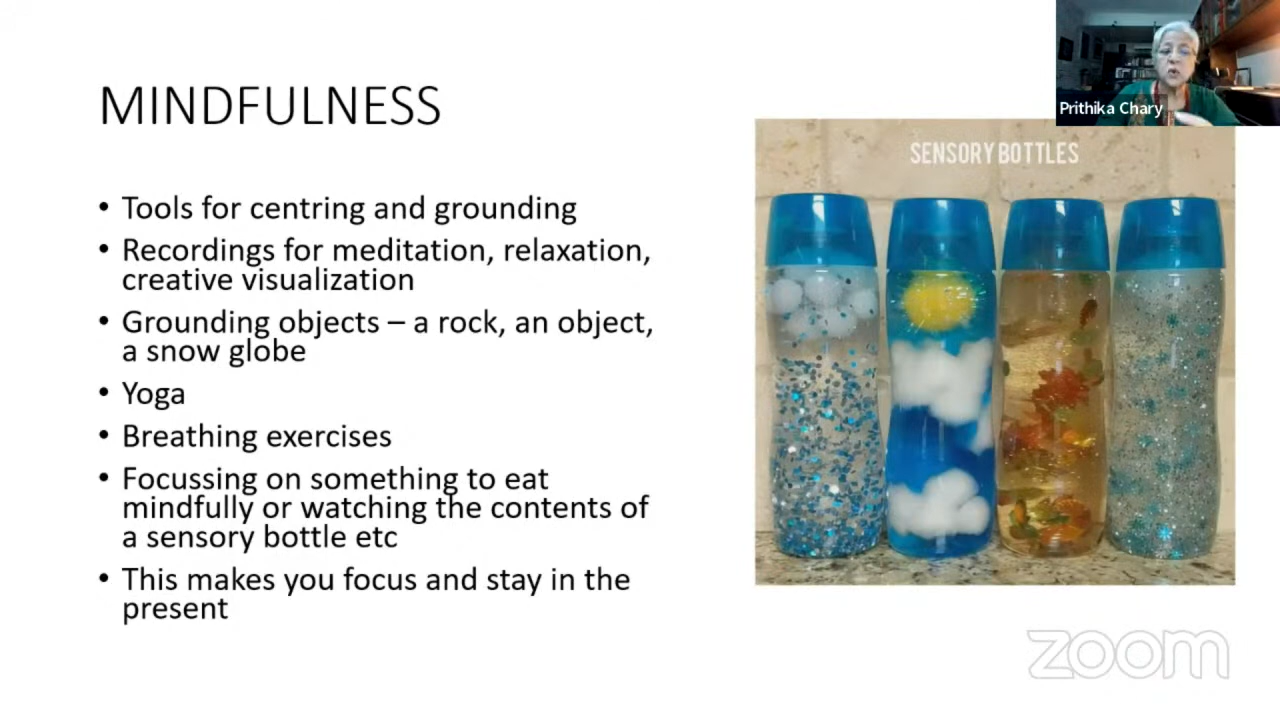 Prithika Chary
MINDFULNESS
SENSORY BOTTLES
• Tools for centring and grounding
• Recordings for meditation, relaxation,
creative visualization
• Grounding objects – a rock, an object,
a snow globe
• Yoga
• Breathing exercises
• Focussing on something to eat
mindfully or watching the contents of
a sensory bottle etc
• This makes you focus and stay in the
present
zoom